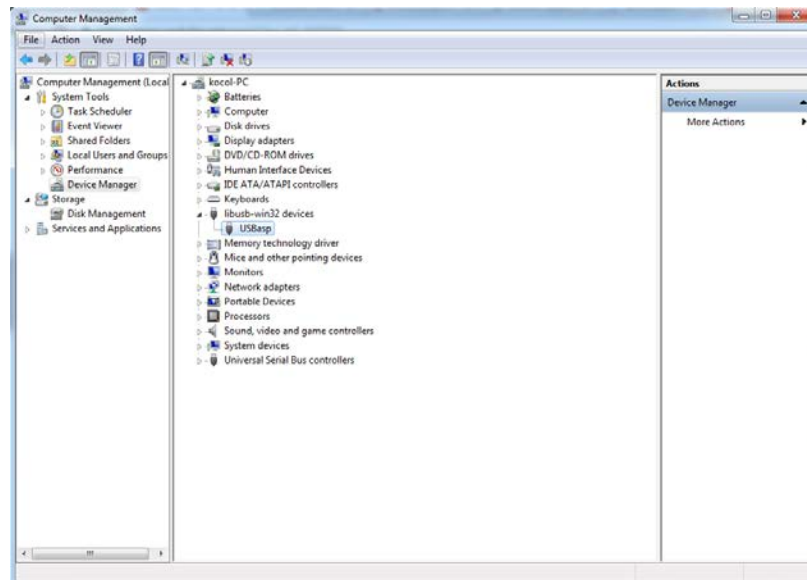 Computer Management
File Action View Help
Computer Management (Local
System Tools
Task Scheduler
Event Viewer
Shared Folders
Local Users and Groups
Performance
Device Manager
Storage
Disk Management
Services and Applications
kocol-PC
Batteries
Computer
Disk drives
Display adapters
DVD/CD-ROM drives
Human Interface Devices
IDE ATA/ATAPI controllers
Keyboards
libusb-win32 devices
USBasp
Memory technology driver
Mice and other pointing devices
Monitors
Network adapters
Portable Devices
Processors
Sound, video and game controllers
System devices
Universal Serial Bus controllers
Actions
Device Manager
More Actions